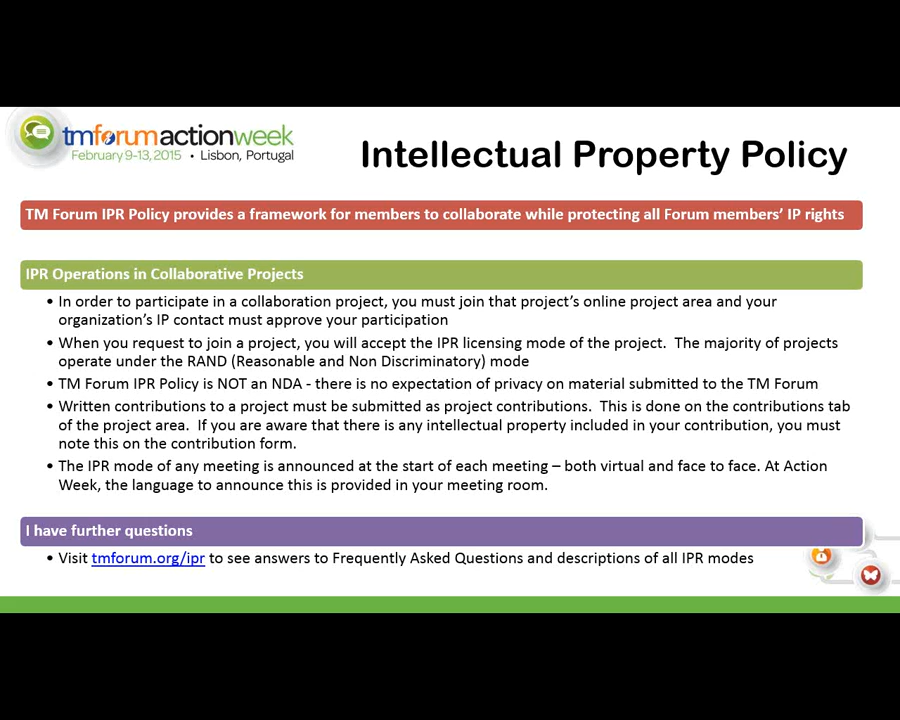 tmforumactionweek
February 9-13, 2015 • Lisbon, Portugal
Intellectual Property Policy
TM Forum IPR Policy provides a framework for members to collaborate while protecting all Forum members' IP rights
IPR Operations in Collaborative Projects
• In order to participate in a collaboration project, you must join that project's online project area and your
organization's IP contact must approve your participation
• When you request to join a project, you will accept the IPR licensing mode of the project.  The majority of projects
operate under the RAND (Reasonable and Non Discriminatory) mode
• TM Forum IPR Policy is NOT an NDA - there is no expectation of privacy on material submitted to the TM Forum
• Written contributions to a project must be submitted as project contributions.  This is done on the contributions tab
of the project area.  If you are aware that there is any intellectual property included in your contribution, you must
note this on the contribution form.
• The IPR mode of any meeting is announced at the start of each meeting – both virtual and face to face. At Action
Week, the language to announce this is provided in your meeting room.
I have further questions
• Visit tmforum.org/ipr to see answers to Frequently Asked Questions and descriptions of all IPR modes